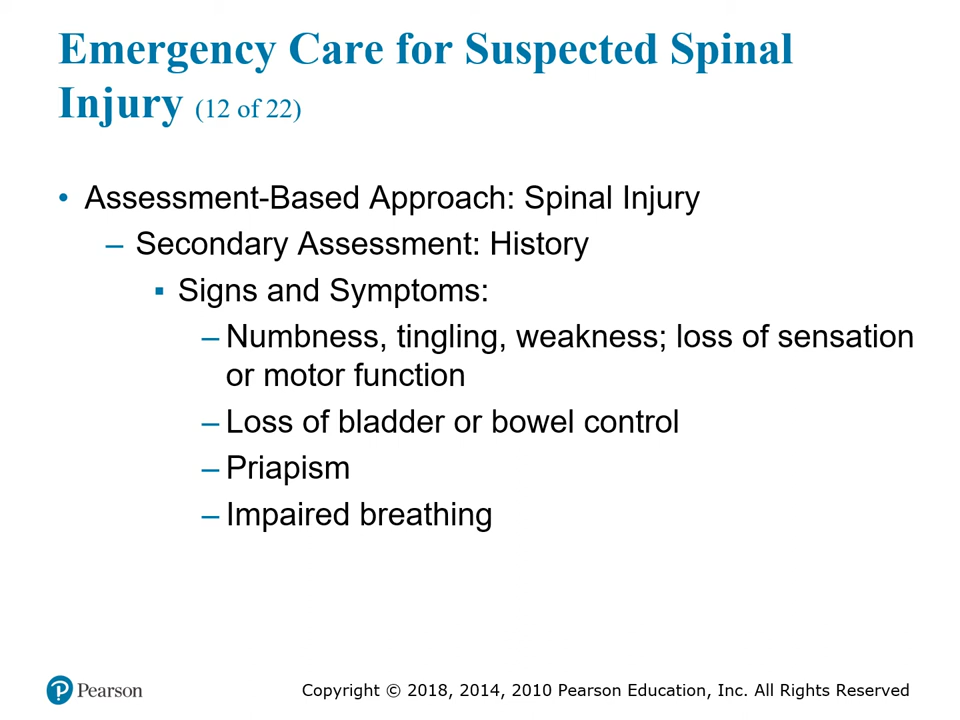 Emergency Care for Suspected Spinal
Injury (12 of 22)
• Assessment-Based Approach: Spinal Injury
– Secondary Assessment: History
▪ Signs and Symptoms:
– Numbness, tingling, weakness; loss of sensation
or motor function
– Loss of bladder or bowel control
– Priapism
– Impaired breathing
Pearson
Copyright © 2018, 2014, 2010 Pearson Education, Inc. All Rights Reserved